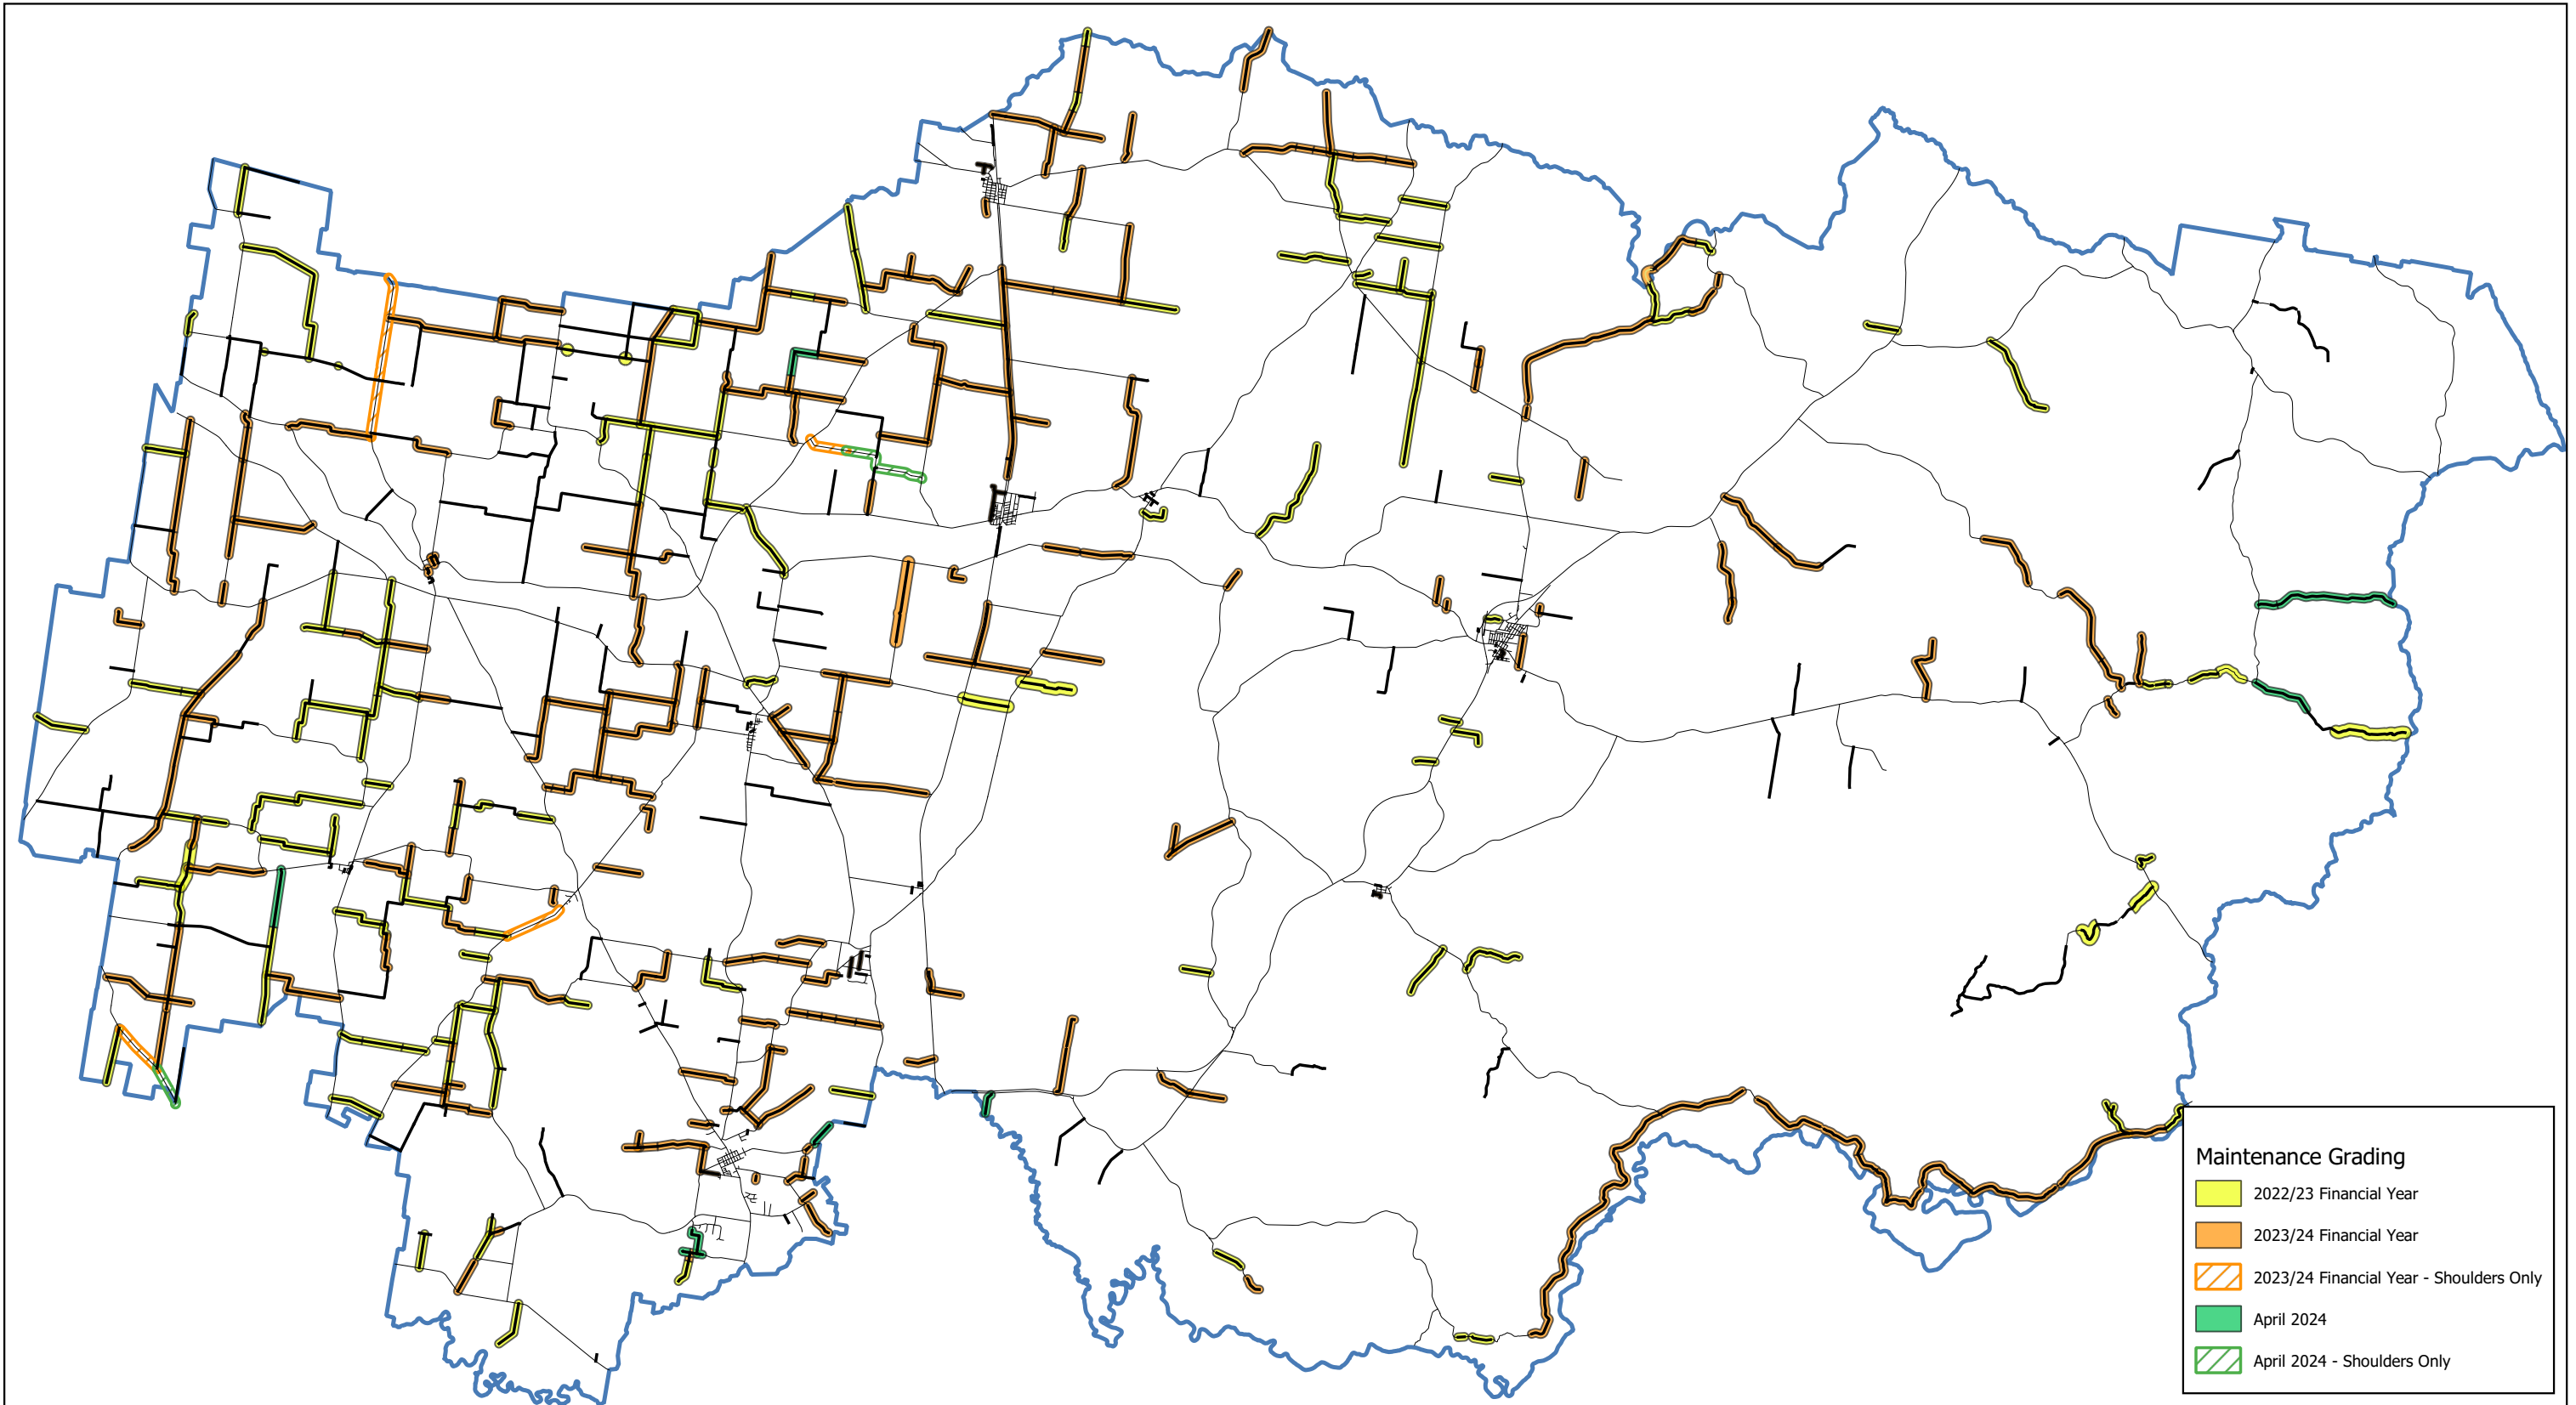 Maintenance Grading
2022/23 Financial Year
2023/24 Financial Year
2023/24 Financial Year - Shoulders Only
April 2024
April 2024 - Shoulders Only